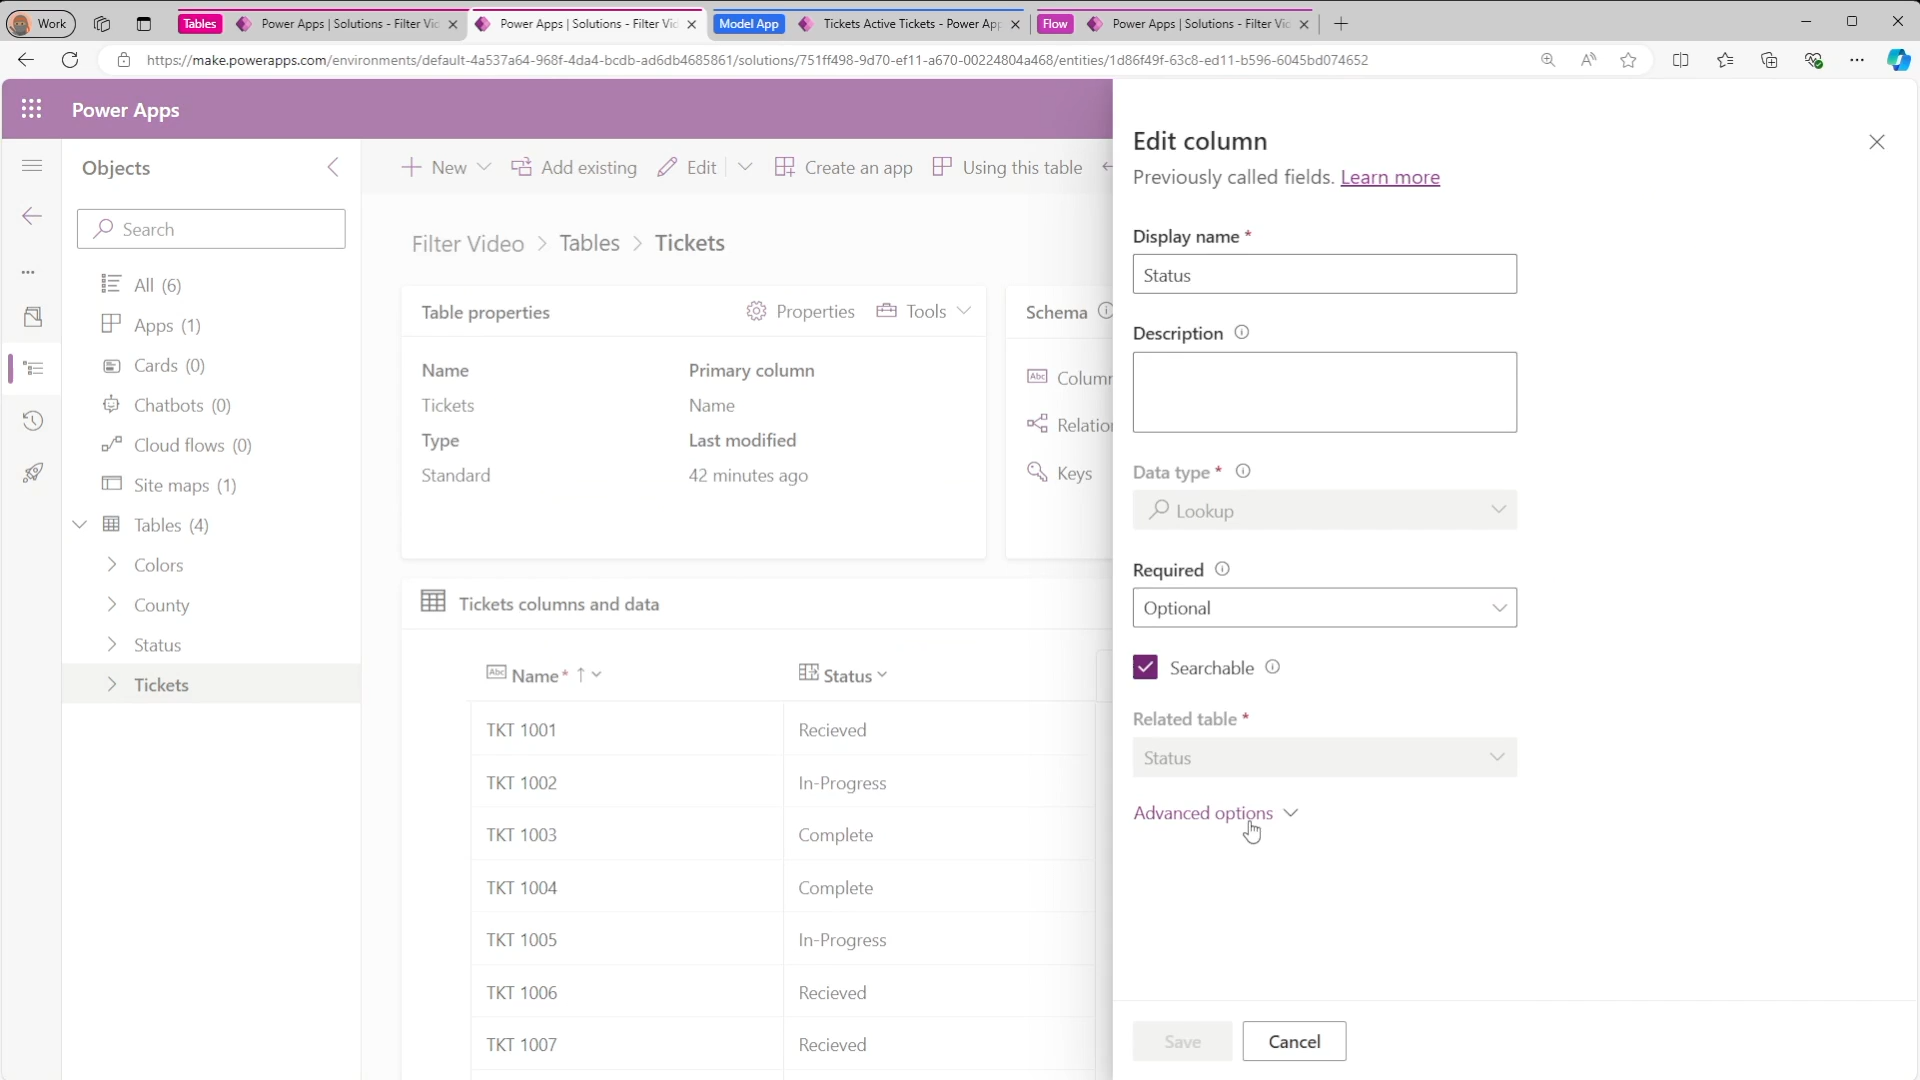 Work
Tables
Power Apps | Solutions - Filter Vic
Power Apps | Solutions - Filter Vic
Model App
Tickets Active Tickets - Power App
Flow
Power Apps | Solutions - Filter Vic
https://make.powerapps.com/environments/default-4a537a64-968f-4da4-bcdb-ad6db4685861/solutions/751ff498-9d70-ef11-a670-00224804a468/entities/1d86f49f-63c8-ed11-b596-6045bd074652
Power Apps
Objects
Search
All (6)
Apps (1)
Cards (0)
Chatbots (0)
Cloud flows (0)
Site maps (1)
Tables (4)
Colors
County
Status
Tickets
New
Add existing
Edit
Create an app
Using this table
Filter Video > Tables > Tickets
Table properties
Properties
Tools
Name
Primary column
Tickets
Name
Type
Last modified
Standard
42 minutes ago
Schema
Column
Relation
Keys
Tickets columns and data
Abc Name * Status
TKT 1001 Recieved
TKT 1002 In-Progress
TKT 1003 Complete
TKT 1004 Complete
TKT 1005 In-Progress
TKT 1006 Recieved
TKT 1007 Recieved
Edit column
Previously called fields. Learn more
Display name *
Status
Description
Data type *
Lookup
Required
Optional
Searchable
Related table *
Status
Advanced options
Save
Cancel